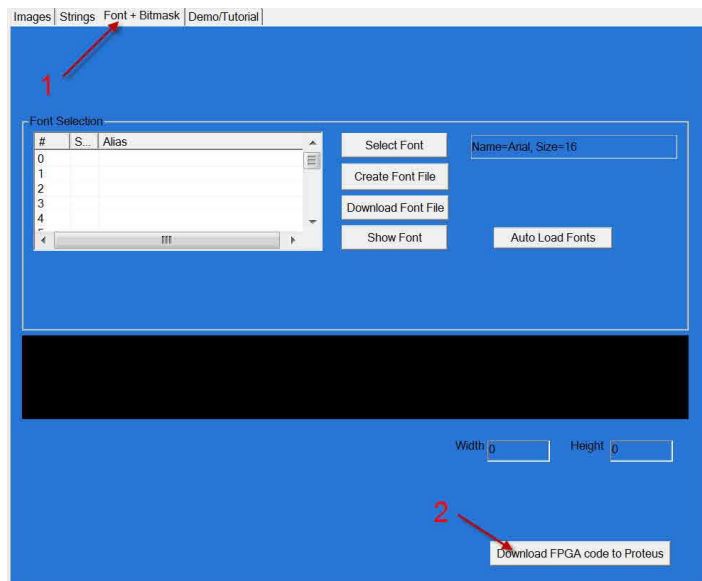 Images Strings Font + Bitmask Demo/Tutorial
1
Font Selection
# S... Alias
0
1
2
3
4
Select Font
Create Font File
Download Font File
Show Font
Name=Arial, Size=16
Auto Load Fonts
Width 0 Height 0
2
Download FPGA code to Proteus